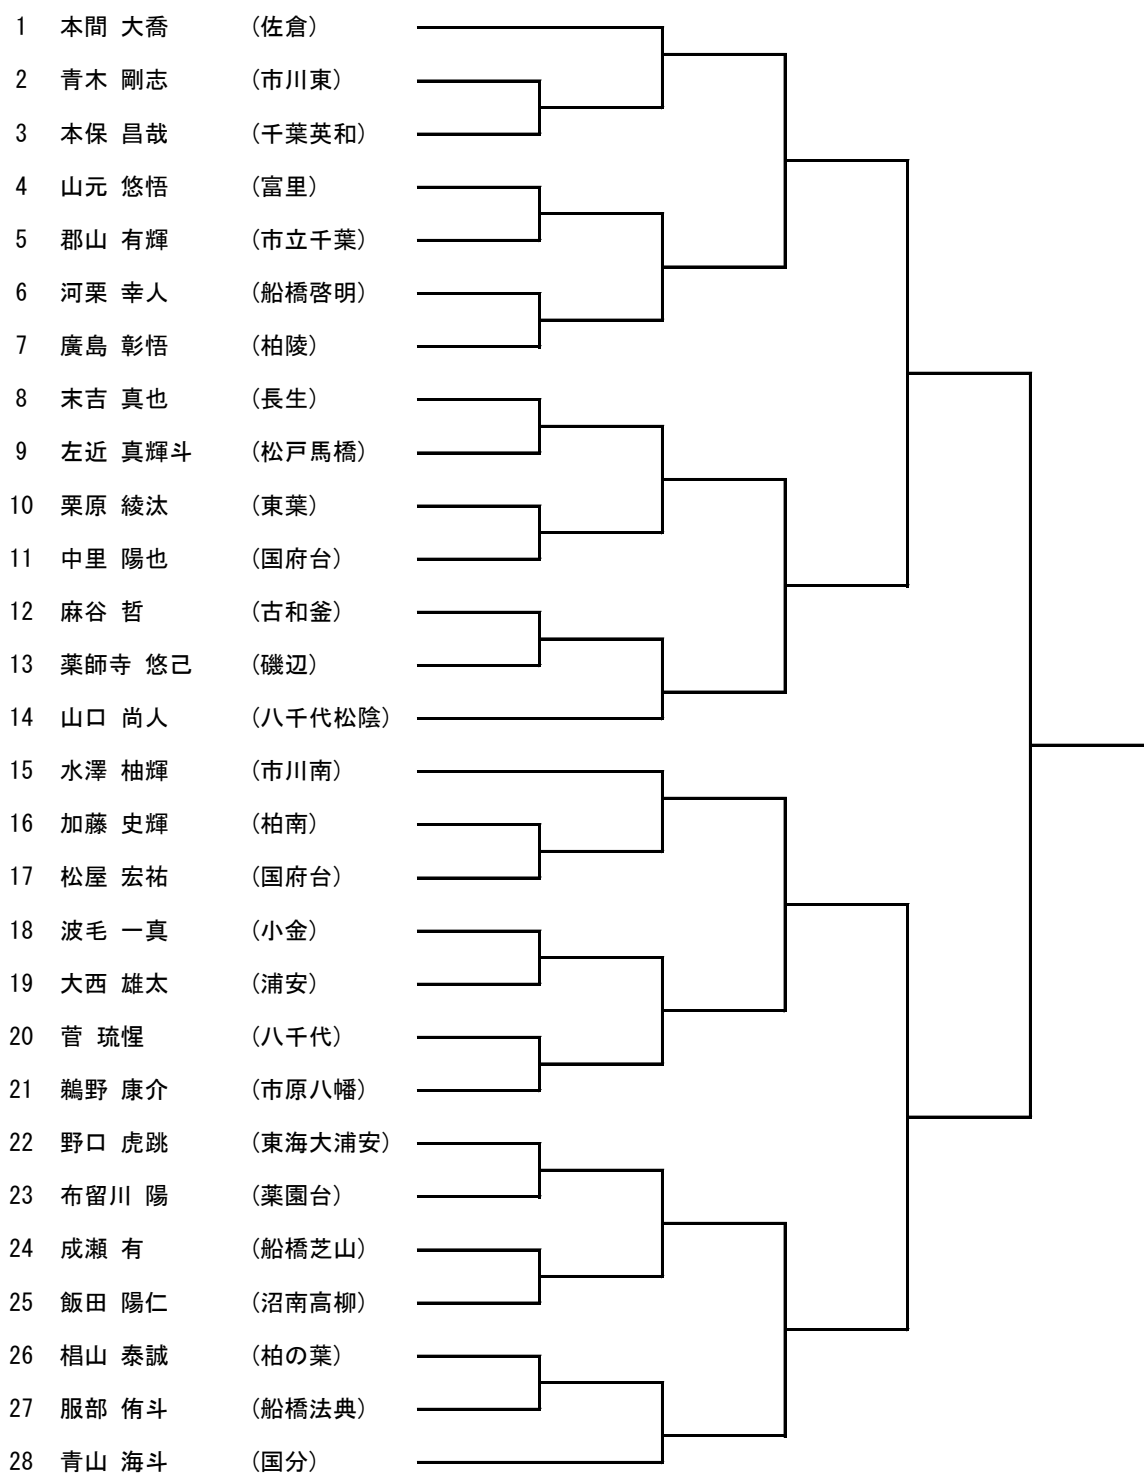 1 本間 大喬 (佐倉)
2 青木 剛志 (市川東)
3 本保 昌哉 (千葉英和)
4 山元 悠悟 (富里)
5 郡山 有輝 (市立千葉)
6 河栗 幸人 (船橋啓明)
7 廣島 彰悟 (柏陵)
8 末吉 真也 (長生)
9 左近 真輝斗 (松戸馬橋)
10 栗原 綾汰 (東葉)
11 中里 陽也 (国府台)
12 麻谷 哲 (古和釜)
13 薬師寺 悠己 (磯辺)
14 山口 尚人 (八千代松陰)
15 水澤 柚輝 (市川南)
16 加藤 史輝 (柏南)
17 松屋 宏祐 (国府台)
18 波毛 一真 (小金)
19 大西 雄太 (浦安)
20 菅 琉惺 (八千代)
21 鵜野 康介 (市原八幡)
22 野口 虎跳 (東海大浦安)
23 布留川 陽 (薬園台)
24 成瀬 有 (船橋芝山)
25 飯田 陽仁 (沼南高柳)
26 椙山 泰誠 (柏の葉)
27 服部 侑斗 (船橋法典)
28 青山 海斗 (国分)